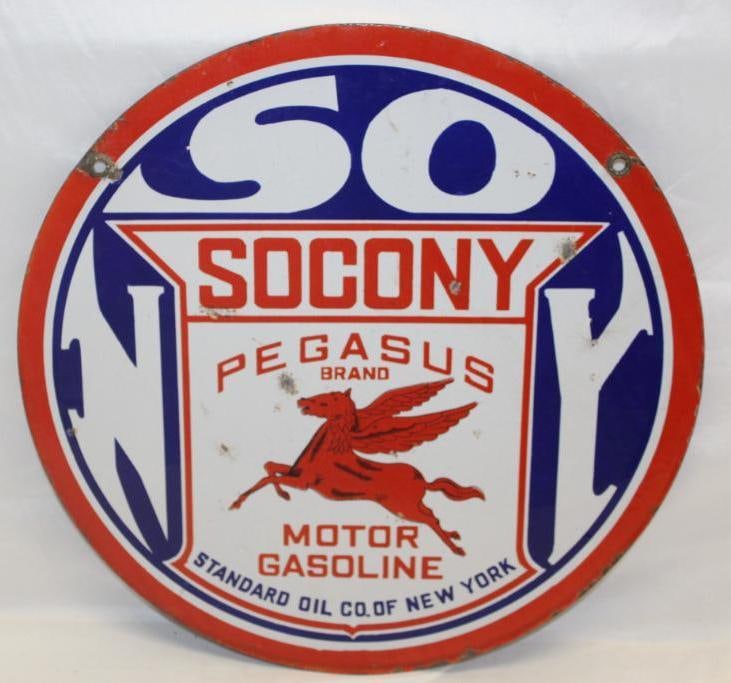 SO
N Y
SOCONY
PEGASUS
BRAND
MOTOR
GASOLINE
STANDARD OIL CO. OF NEW YORK